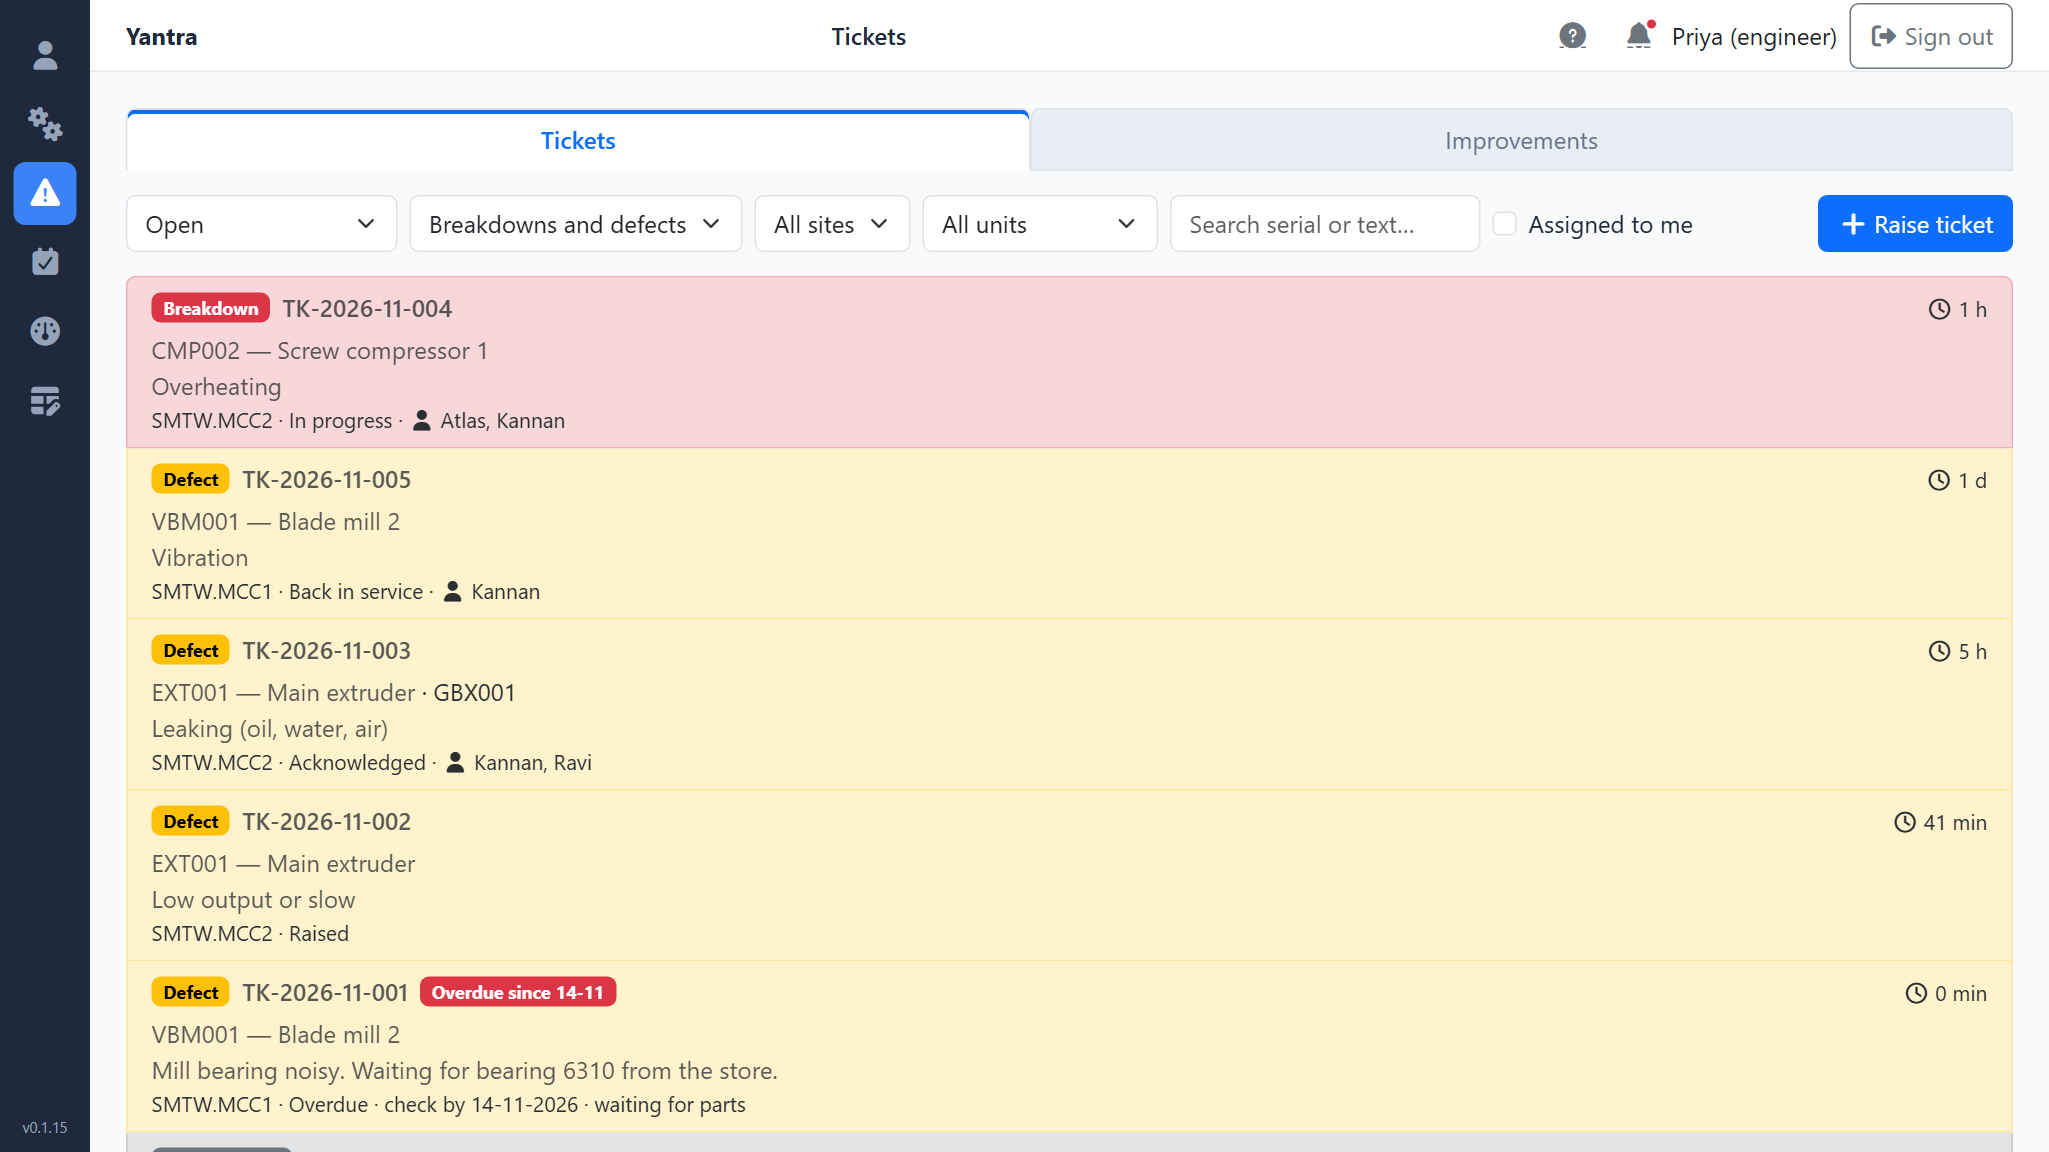 Yantra
Tickets
Priya (engineer)
Sign out
Tickets
Improvements
Open
Breakdowns and defects
All sites
All units
Search serial or text...
Assigned to me
Raise ticket
Breakdown TK-2026-11-004
1 h
CMP002 — Screw compressor 1
Overheating
SMTW.MCC2 · In progress · Atlas, Kannan
Defect TK-2026-11-005
1 d
VBM001 — Blade mill 2
Vibration
SMTW.MCC1 · Back in service · Kannan
Defect TK-2026-11-003
5 h
EXT001 — Main extruder · GBX001
Leaking (oil, water, air)
SMTW.MCC2 · Acknowledged · Kannan, Ravi
Defect TK-2026-11-002
41 min
EXT001 — Main extruder
Low output or slow
SMTW.MCC2 · Raised
Defect TK-2026-11-001 Overdue since 14-11
0 min
VBM001 — Blade mill 2
Mill bearing noisy. Waiting for bearing 6310 from the store.
SMTW.MCC1 · Overdue · check by 14-11-2026 · waiting for parts
v0.1.15